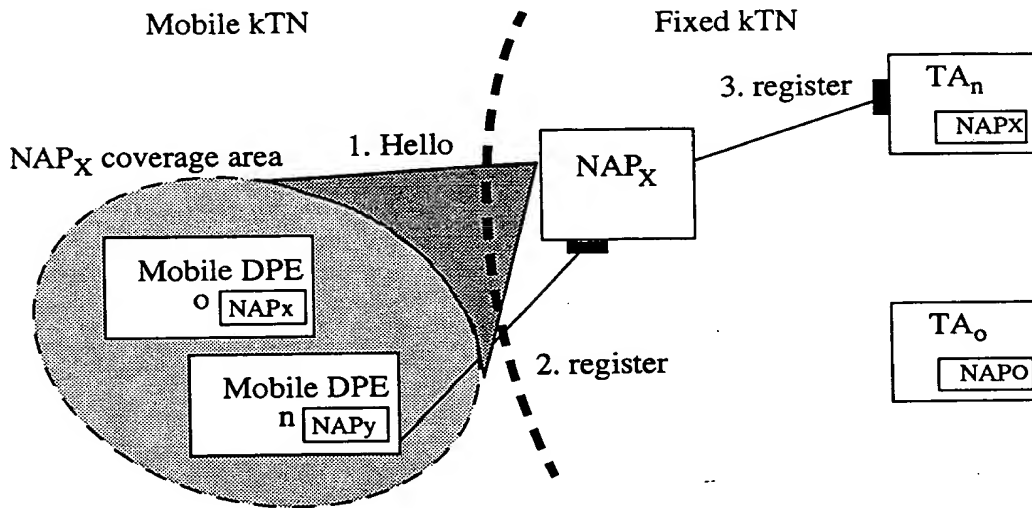 Mobile kTN
Fixed kTN
TAn
NAPx
3. register
1. Hello
NAPX coverage area
NAPX
Mobile DPE
o NAPx
TAo
NAPO
2. register
Mobile DPE
n NAPy